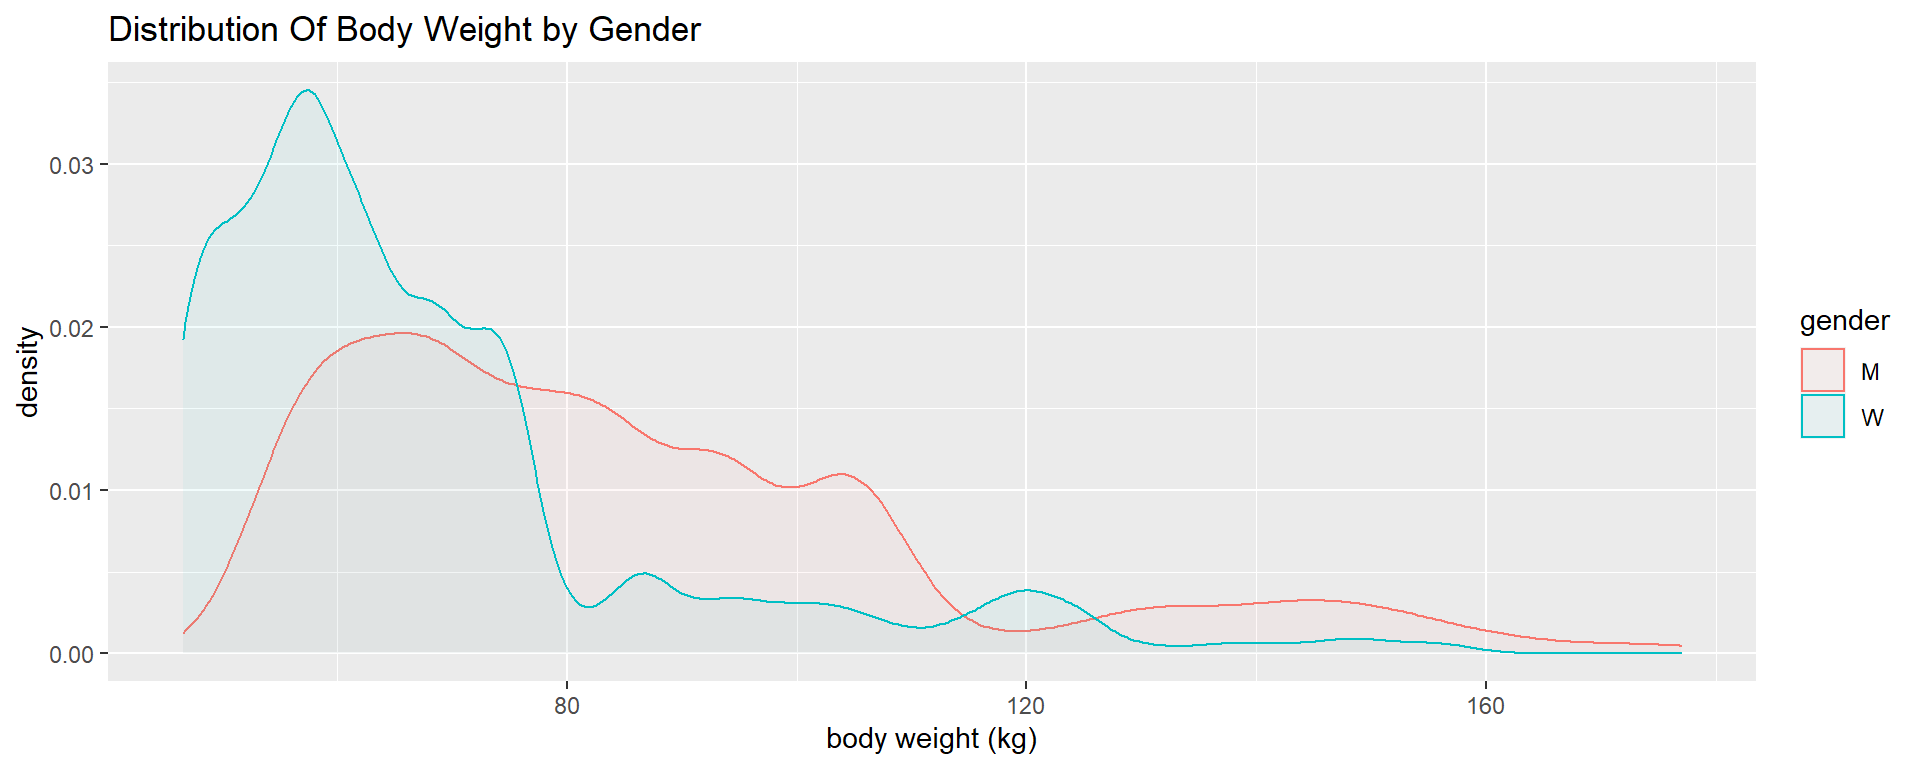 Distribution Of Body Weight by Gender
density
0.03
0.02
0.01
0.00
80
120
160
body weight (kg)
gender
M
W